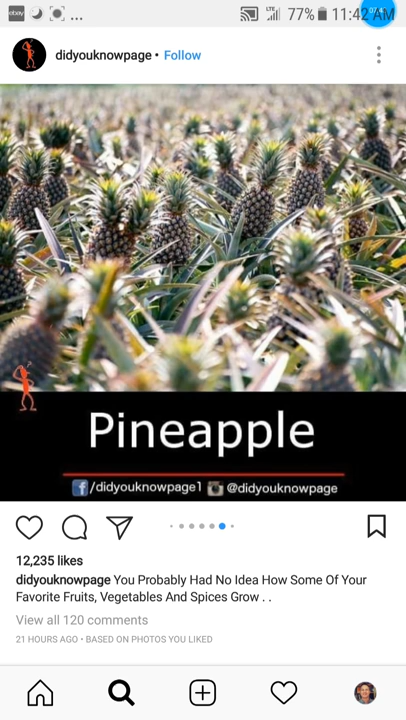 ebay ... LTE 77% 11:42 AM
didyouknowpage • Follow
Pineapple
/didyouknowpage1 @didyouknowpage
12,235 likes
didyouknowpage You Probably Had No Idea How Some Of Your
Favorite Fruits, Vegetables And Spices Grow . .
View all 120 comments
21 HOURS AGO • BASED ON PHOTOS YOU LIKED